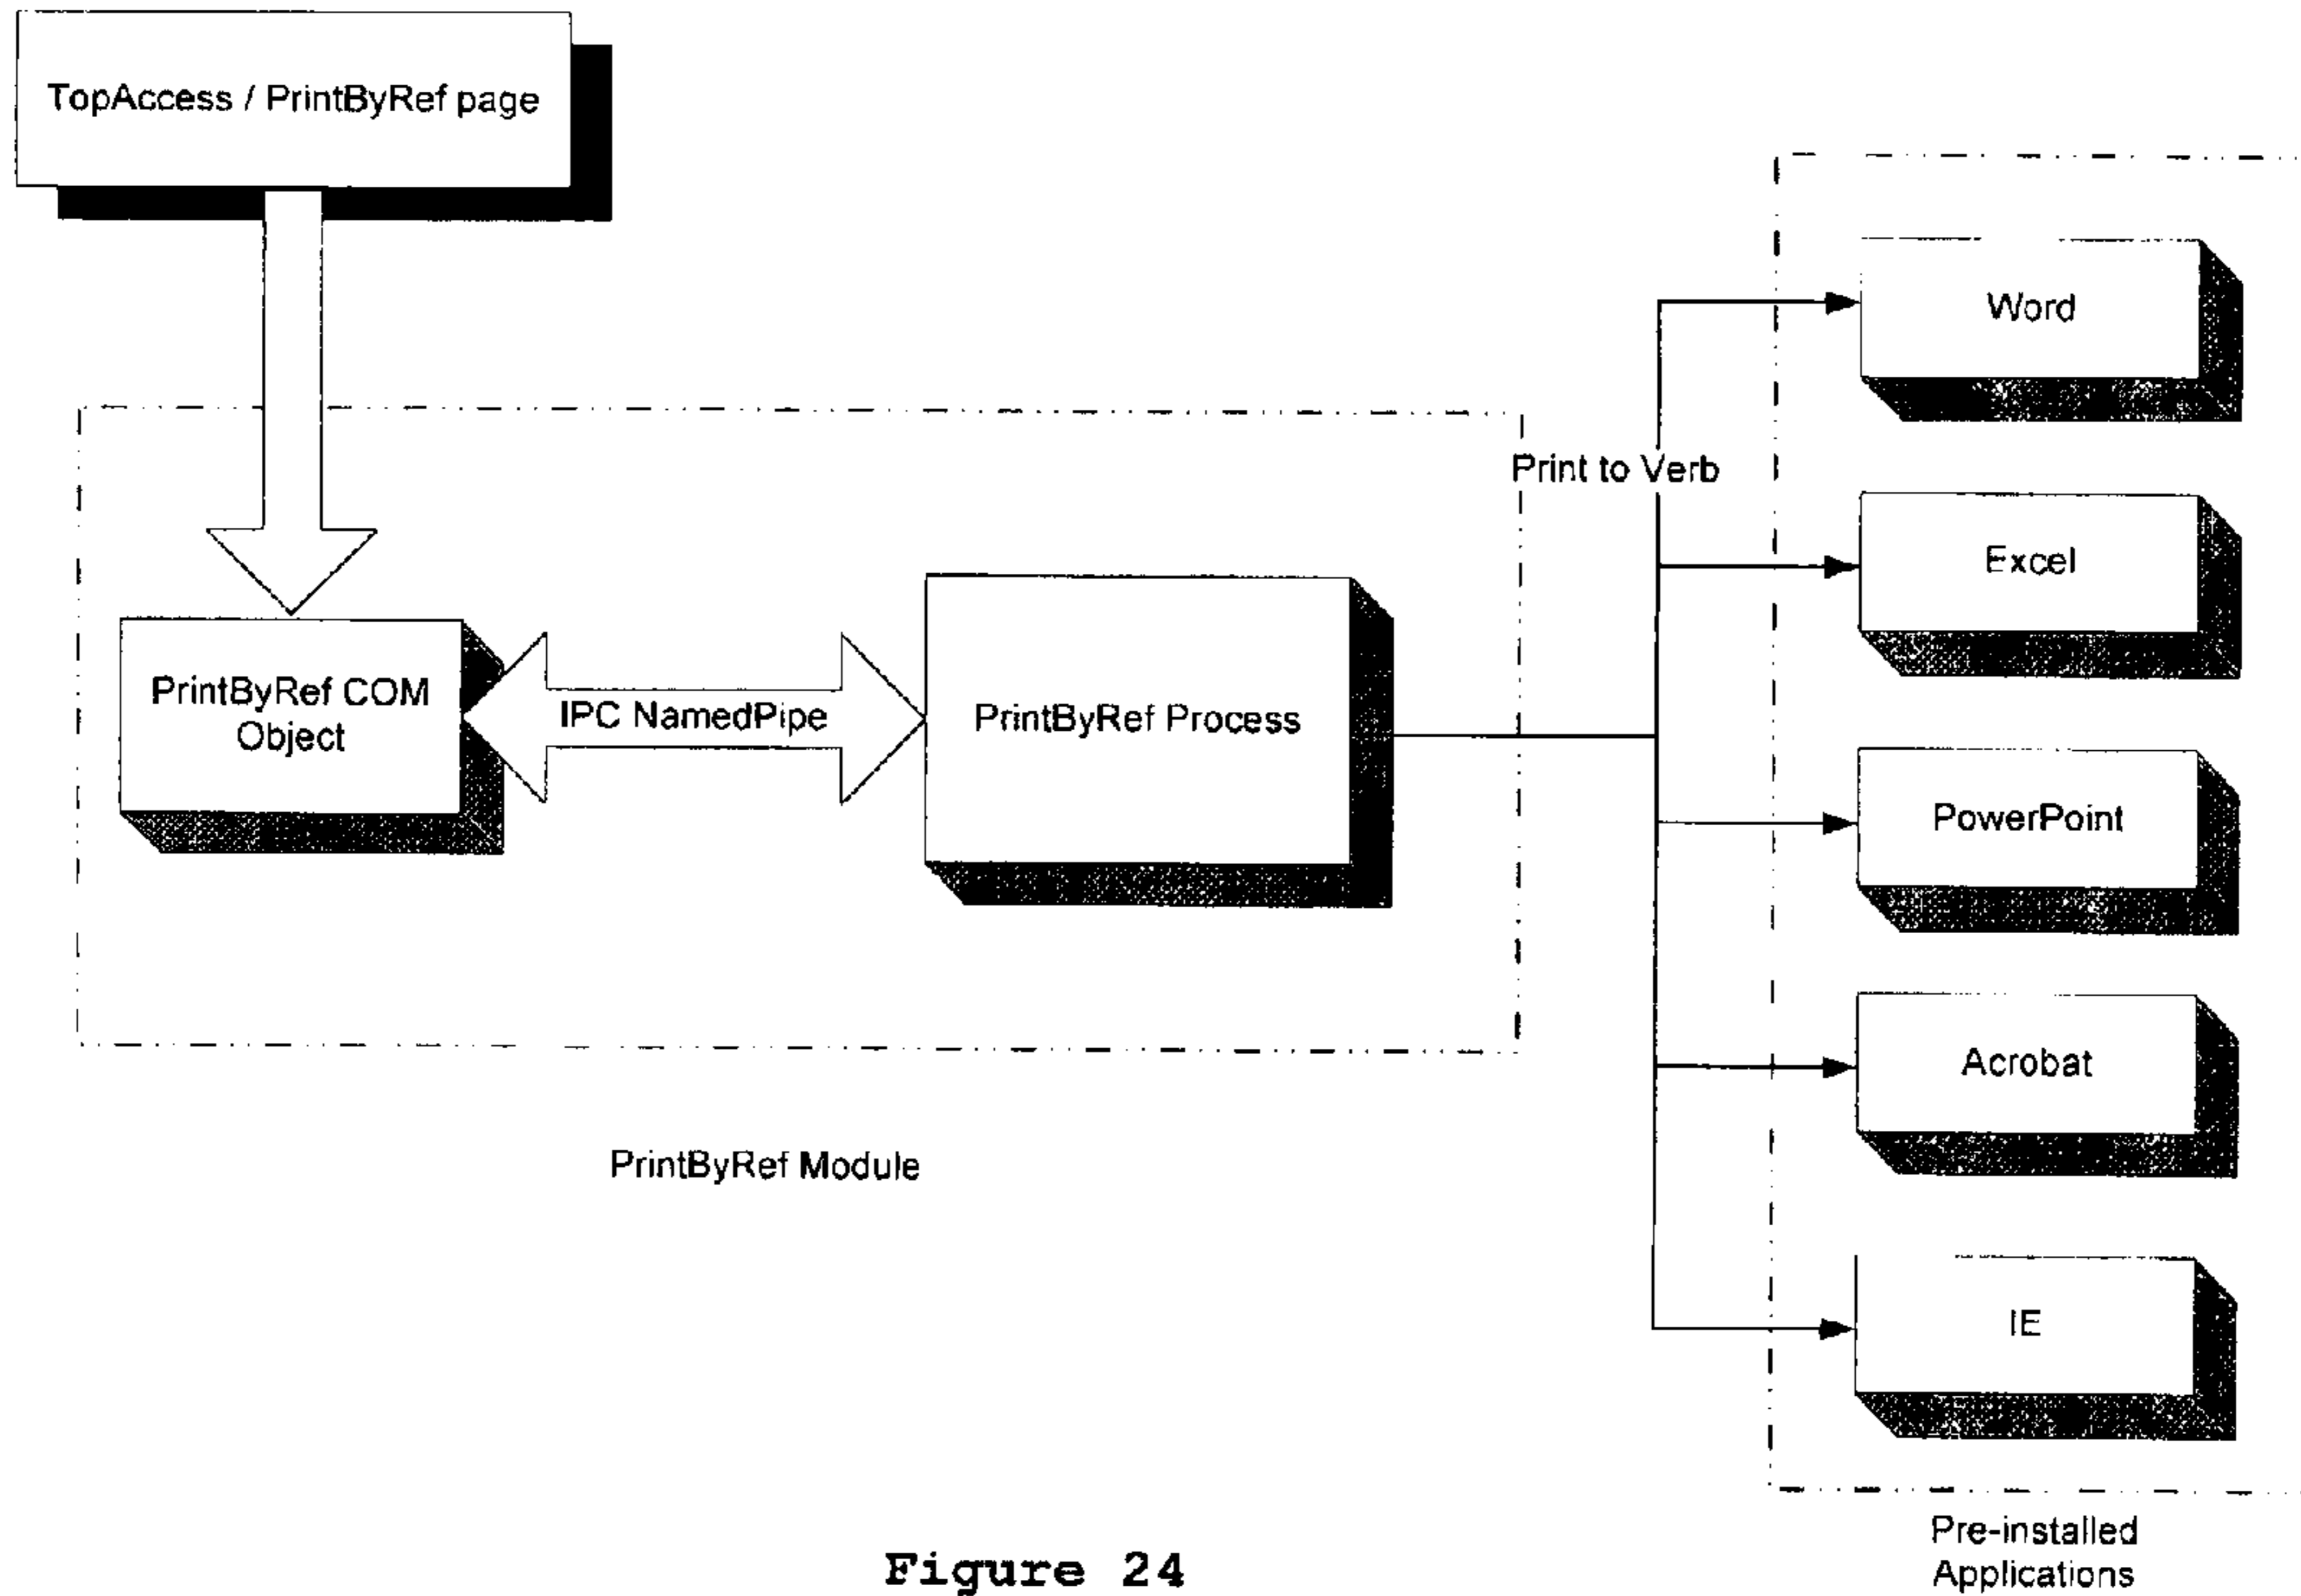 TopAccess / PrintByRef page
Word
Print to Verb
Excel
PrintByRef COM
Object
IPC NamedPipe
PrintByRef Process
PowerPoint
Acrobat
PrintByRef Module
IE
Pre-installed
Applications
Figure 24